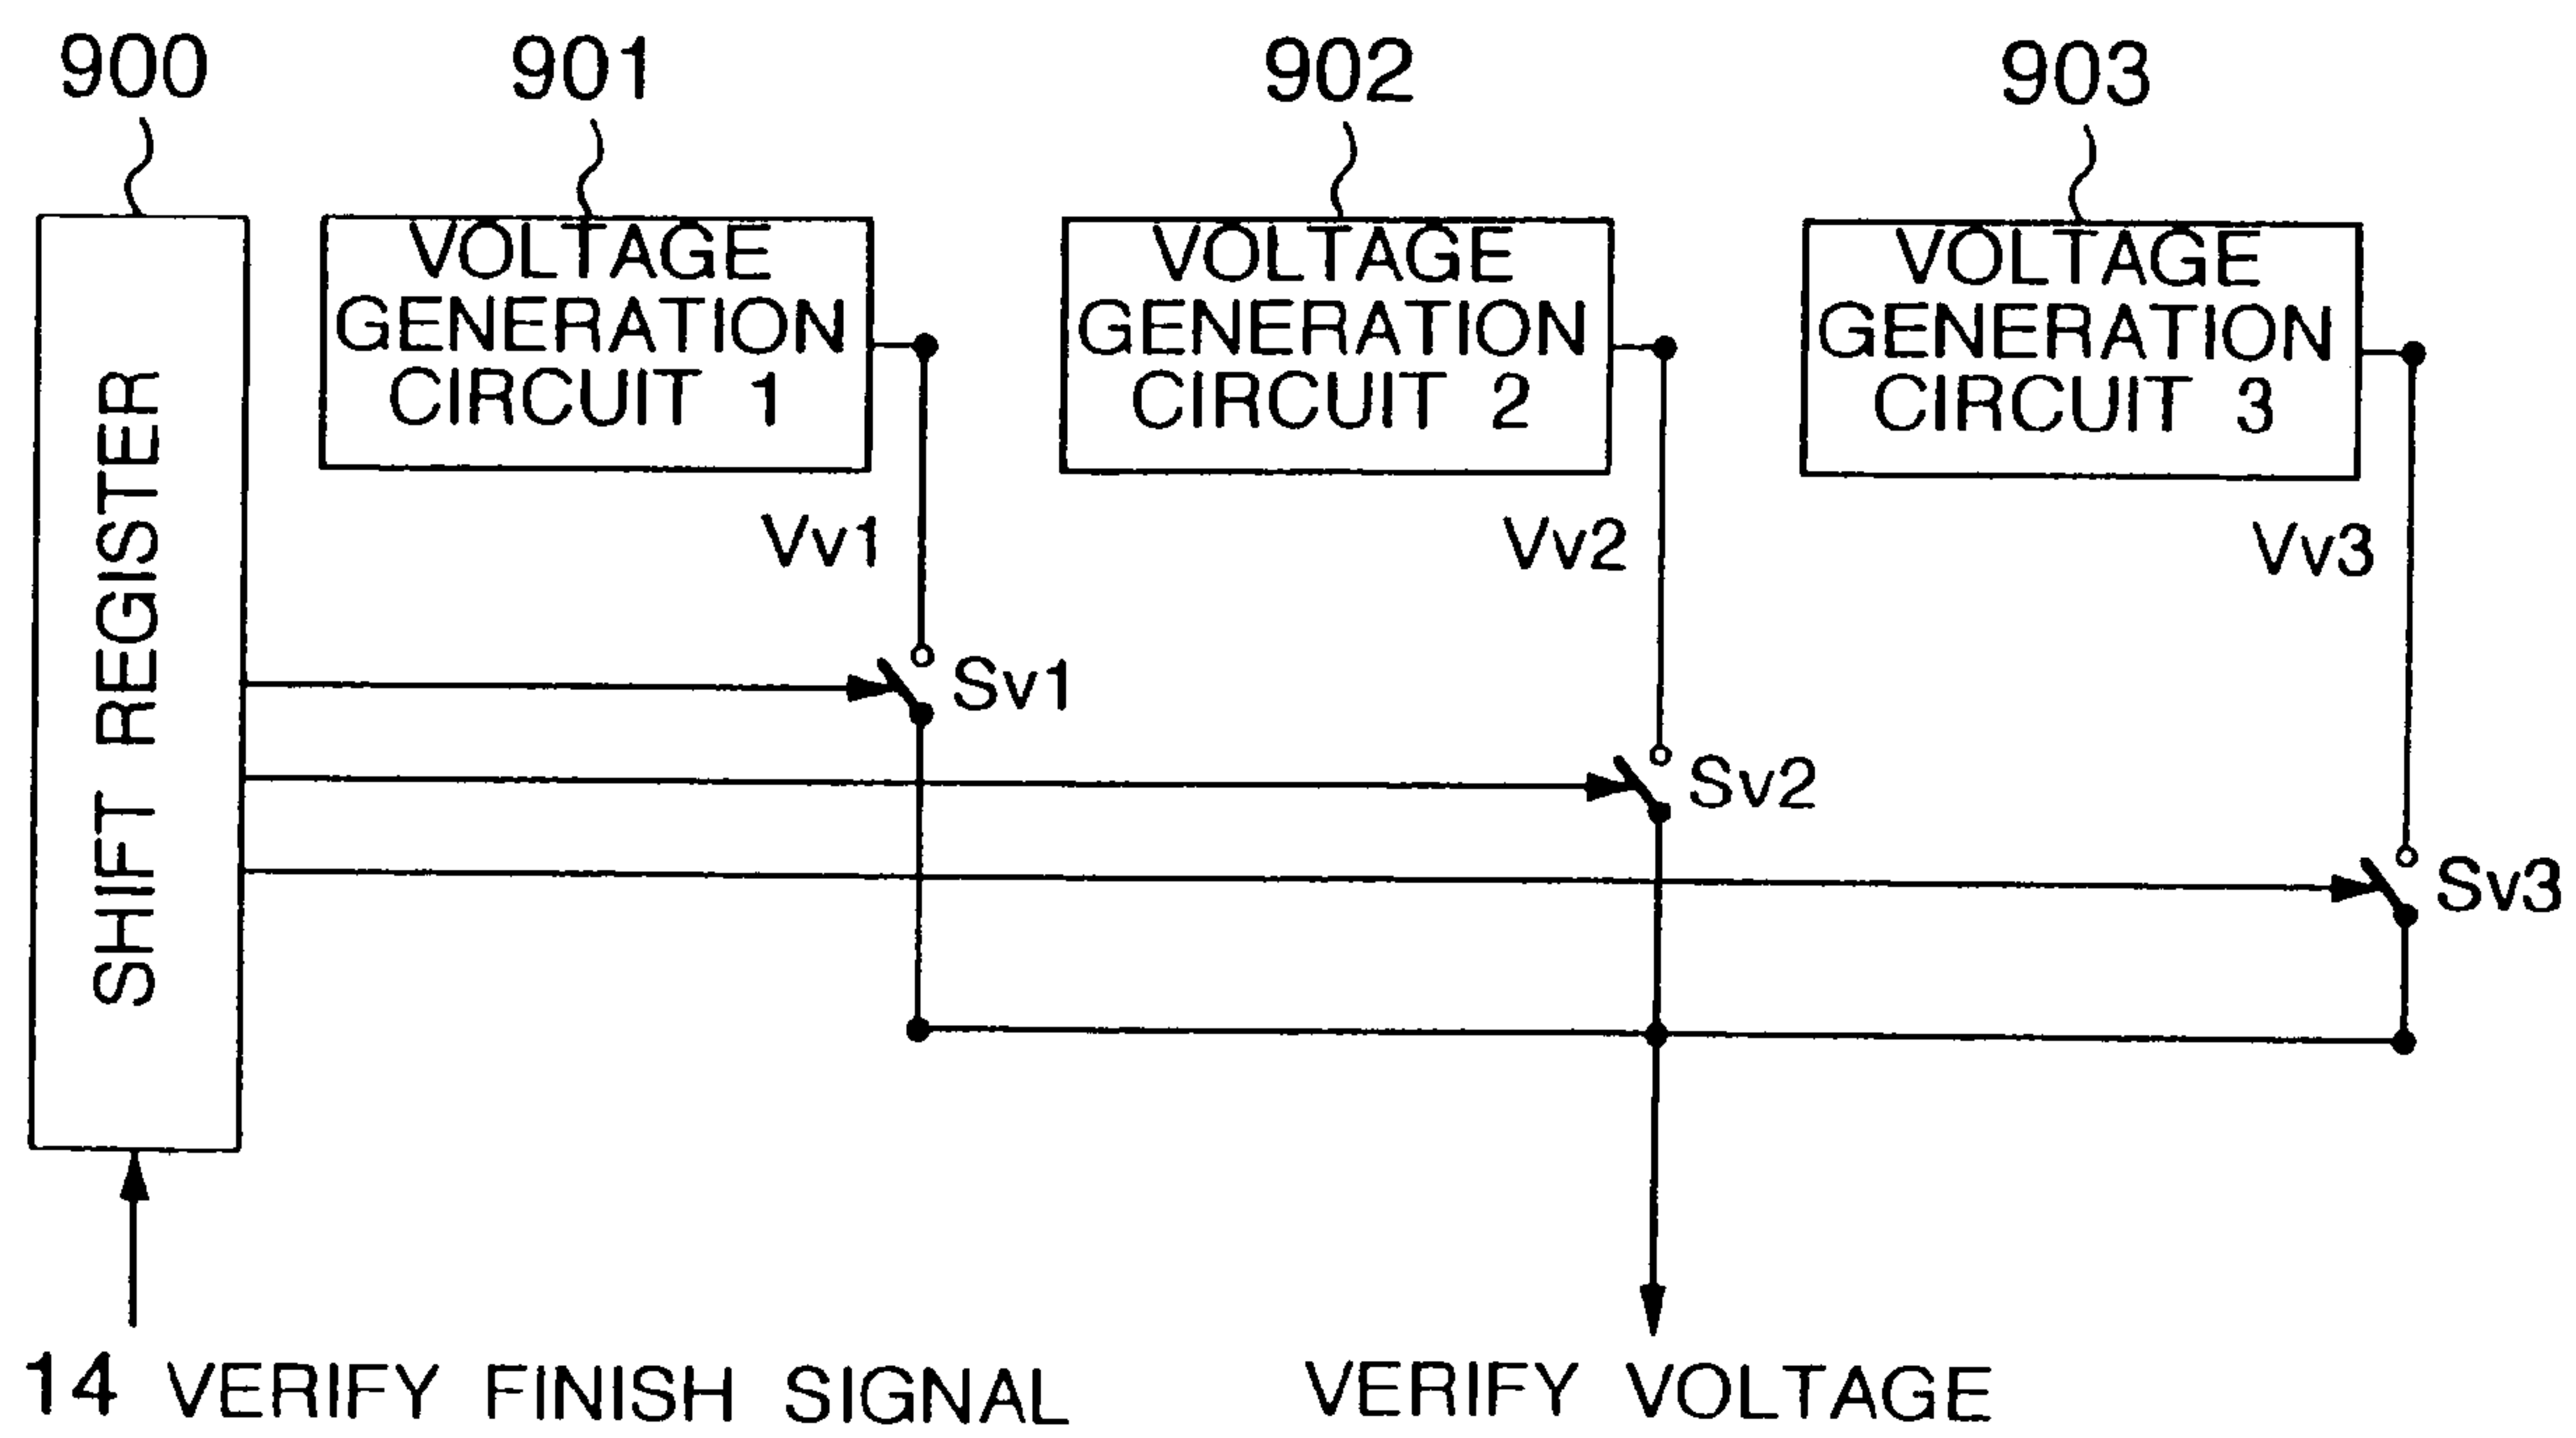 900
901
902
903
SHIFT REGISTER
VOLTAGE
GENERATION
CIRCUIT 1
VOLTAGE
GENERATION
CIRCUIT 2
VOLTAGE
GENERATION
CIRCUIT 3
Vv1
Vv2
Vv3
Sv1
Sv2
Sv3
14 VERIFY FINISH SIGNAL
VERIFY VOLTAGE